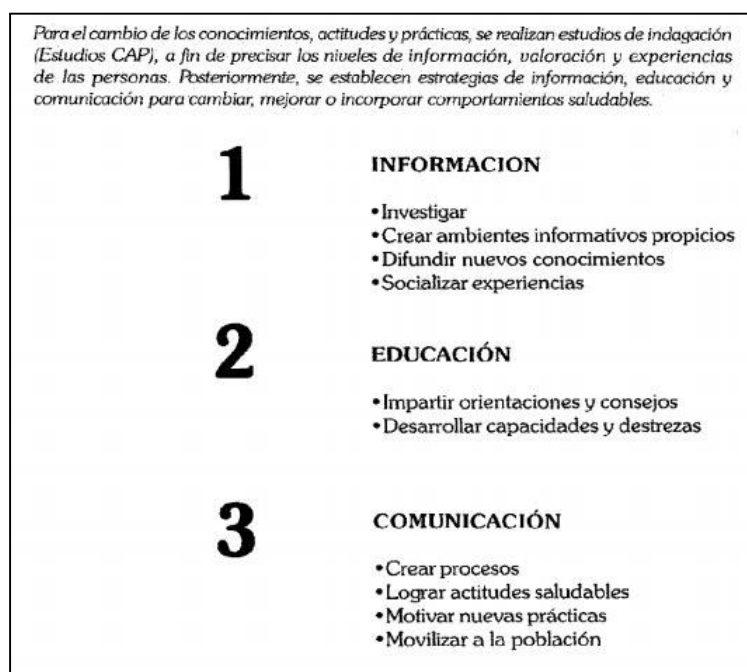 Para el cambio de los conocimientos, actitudes y prácticas, se realizan estudios de indagación
(Estudios CAP), a fin de precisar los niveles de información, valoración y experiencias
de las personas. Posteriormente, se establecen estrategias de información, educación y
comunicación para cambiar, mejorar o incorporar comportamientos saludables.
1
INFORMACION
•Investigar
•Crear ambientes informativos propicios
•Difundir nuevos conocimientos
•Socializar experiencias
2
EDUCACIÓN
•Impartir orientaciones y consejos
•Desarrollar capacidades y destrezas
3
COMUNICACIÓN
•Crear procesos
•Lograr actitudes saludables
•Motivar nuevas prácticas
•Movilizar a la población